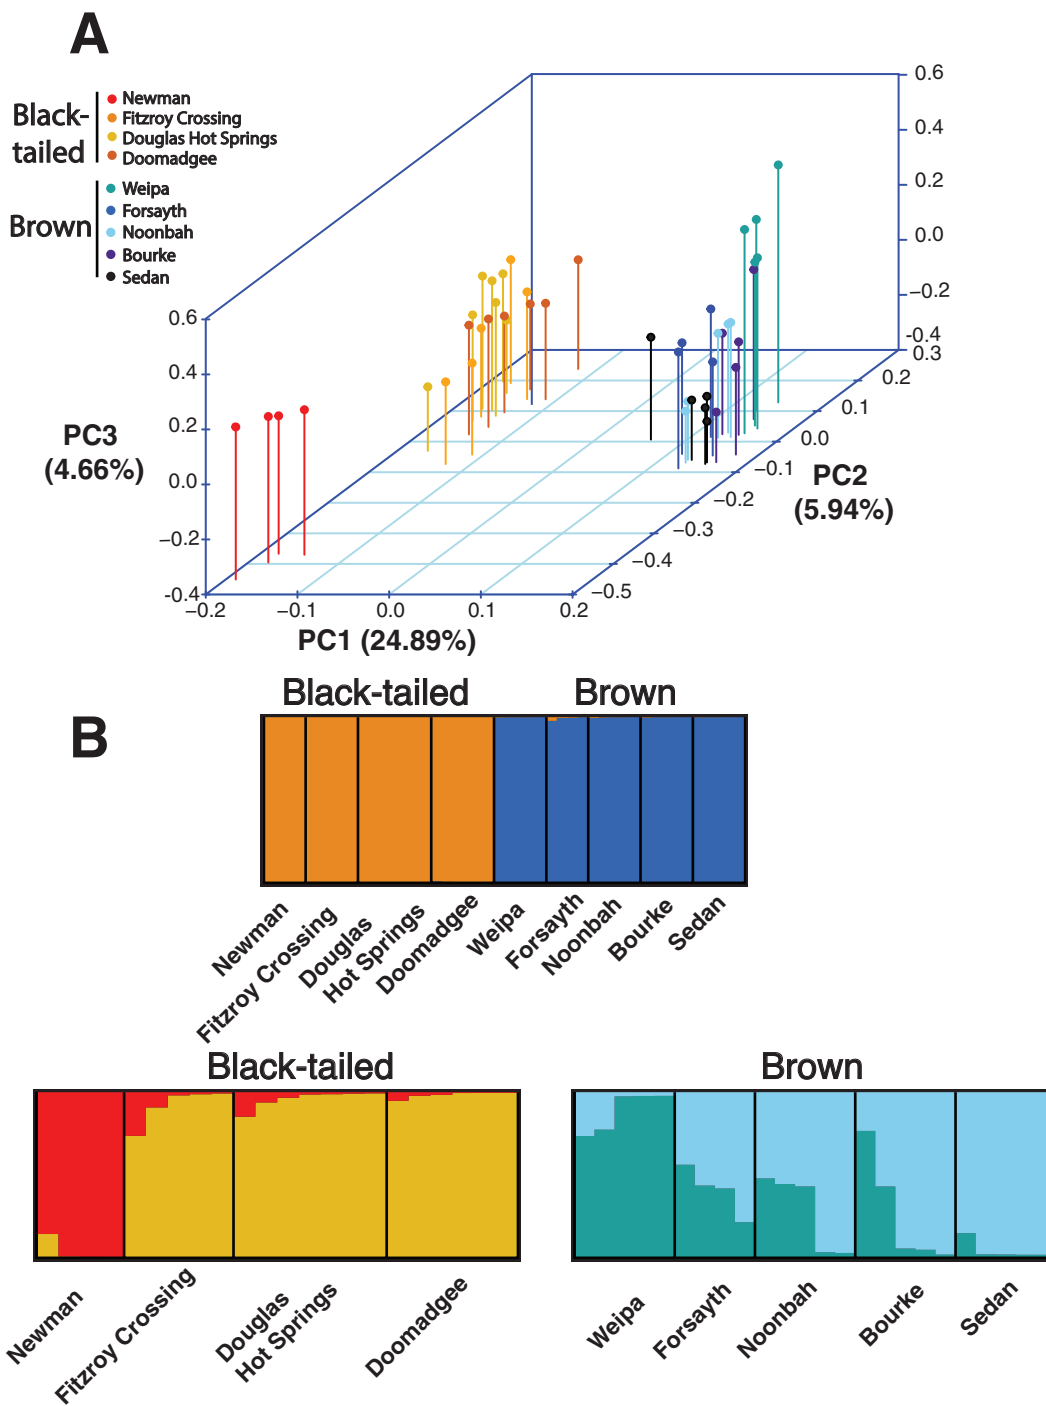 A
Black-
tailed
Newman
Fitzroy Crossing
Douglas Hot Springs
Doomadgee
Brown
Weipa
Forsayth
Noonbah
Bourke
Sedan
0.6
0.4
0.2
0.0
−0.2
-0.4
PC3
(4.66%)
0.6
0.4
0.2
0.0
−0.2
-0.4
0.3
0.2
0.1
0.0
−0.1
−0.2
−0.3
−0.4
−0.5
PC2
(5.94%)
−0.2
−0.1
0.0
0.1
0.2
PC1 (24.89%)
B
Black-tailed
Brown
Newman
Fitzroy Crossing
Douglas
Hot Springs
Doomadgee
Weipa
Forsayth
Noonbah
Bourke
Sedan
Black-tailed
Newman
Fitzroy Crossing
Douglas
Hot Springs
Doomadgee
Brown
Weipa
Forsayth
Noonbah
Bourke
Sedan